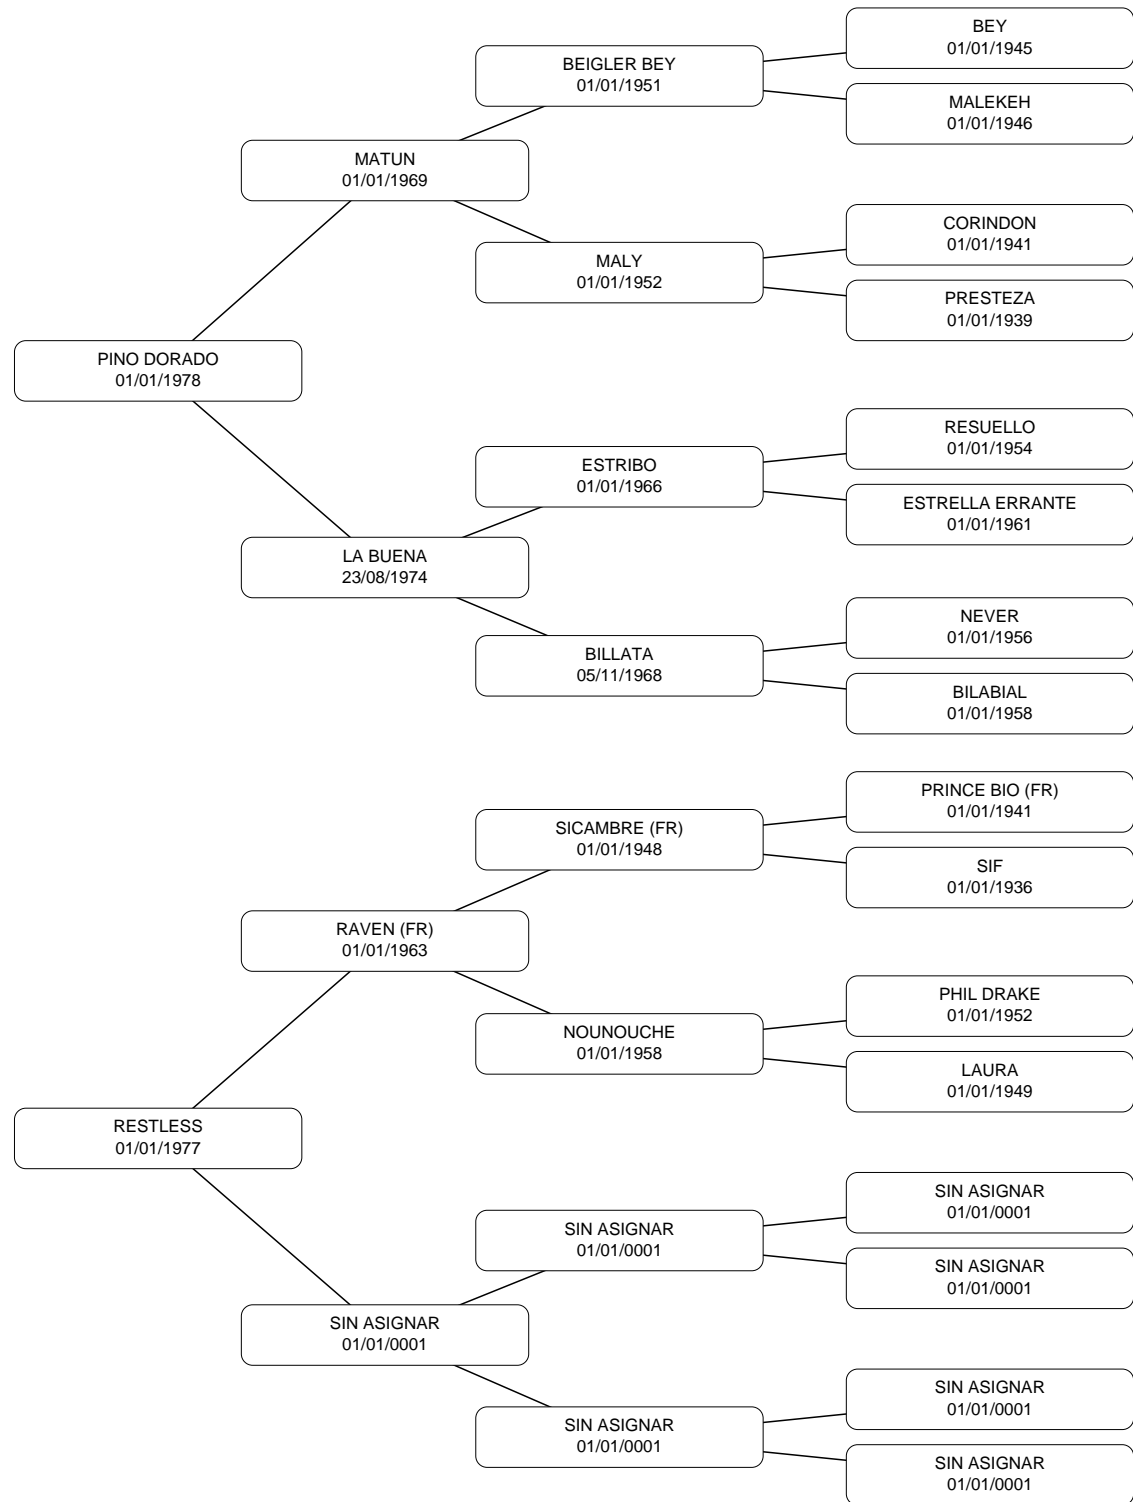 BEY
01/01/1945
BEIGLER BEY
01/01/1951
MALEKEH
01/01/1946
MATUN
01/01/1969
CORINDON
01/01/1941
MALY
01/01/1952
PRESTEZA
01/01/1939
PINO DORADO
01/01/1978
RESUELLO
01/01/1954
ESTRIBO
01/01/1966
ESTRELLA ERRANTE
01/01/1961
LA BUENA
23/08/1974
NEVER
01/01/1956
BILLATA
05/11/1968
BILABIAL
01/01/1958
PRINCE BIO (FR)
01/01/1941
SICAMBRE (FR)
01/01/1948
SIF
01/01/1936
RAVEN (FR)
01/01/1963
PHIL DRAKE
01/01/1952
NOUNOUCHE
01/01/1958
LAURA
01/01/1949
RESTLESS
01/01/1977
SIN ASIGNAR
01/01/0001
SIN ASIGNAR
01/01/0001
SIN ASIGNAR
01/01/0001
SIN ASIGNAR
01/01/0001
SIN ASIGNAR
01/01/0001
SIN ASIGNAR
01/01/0001
SIN ASIGNAR
01/01/0001